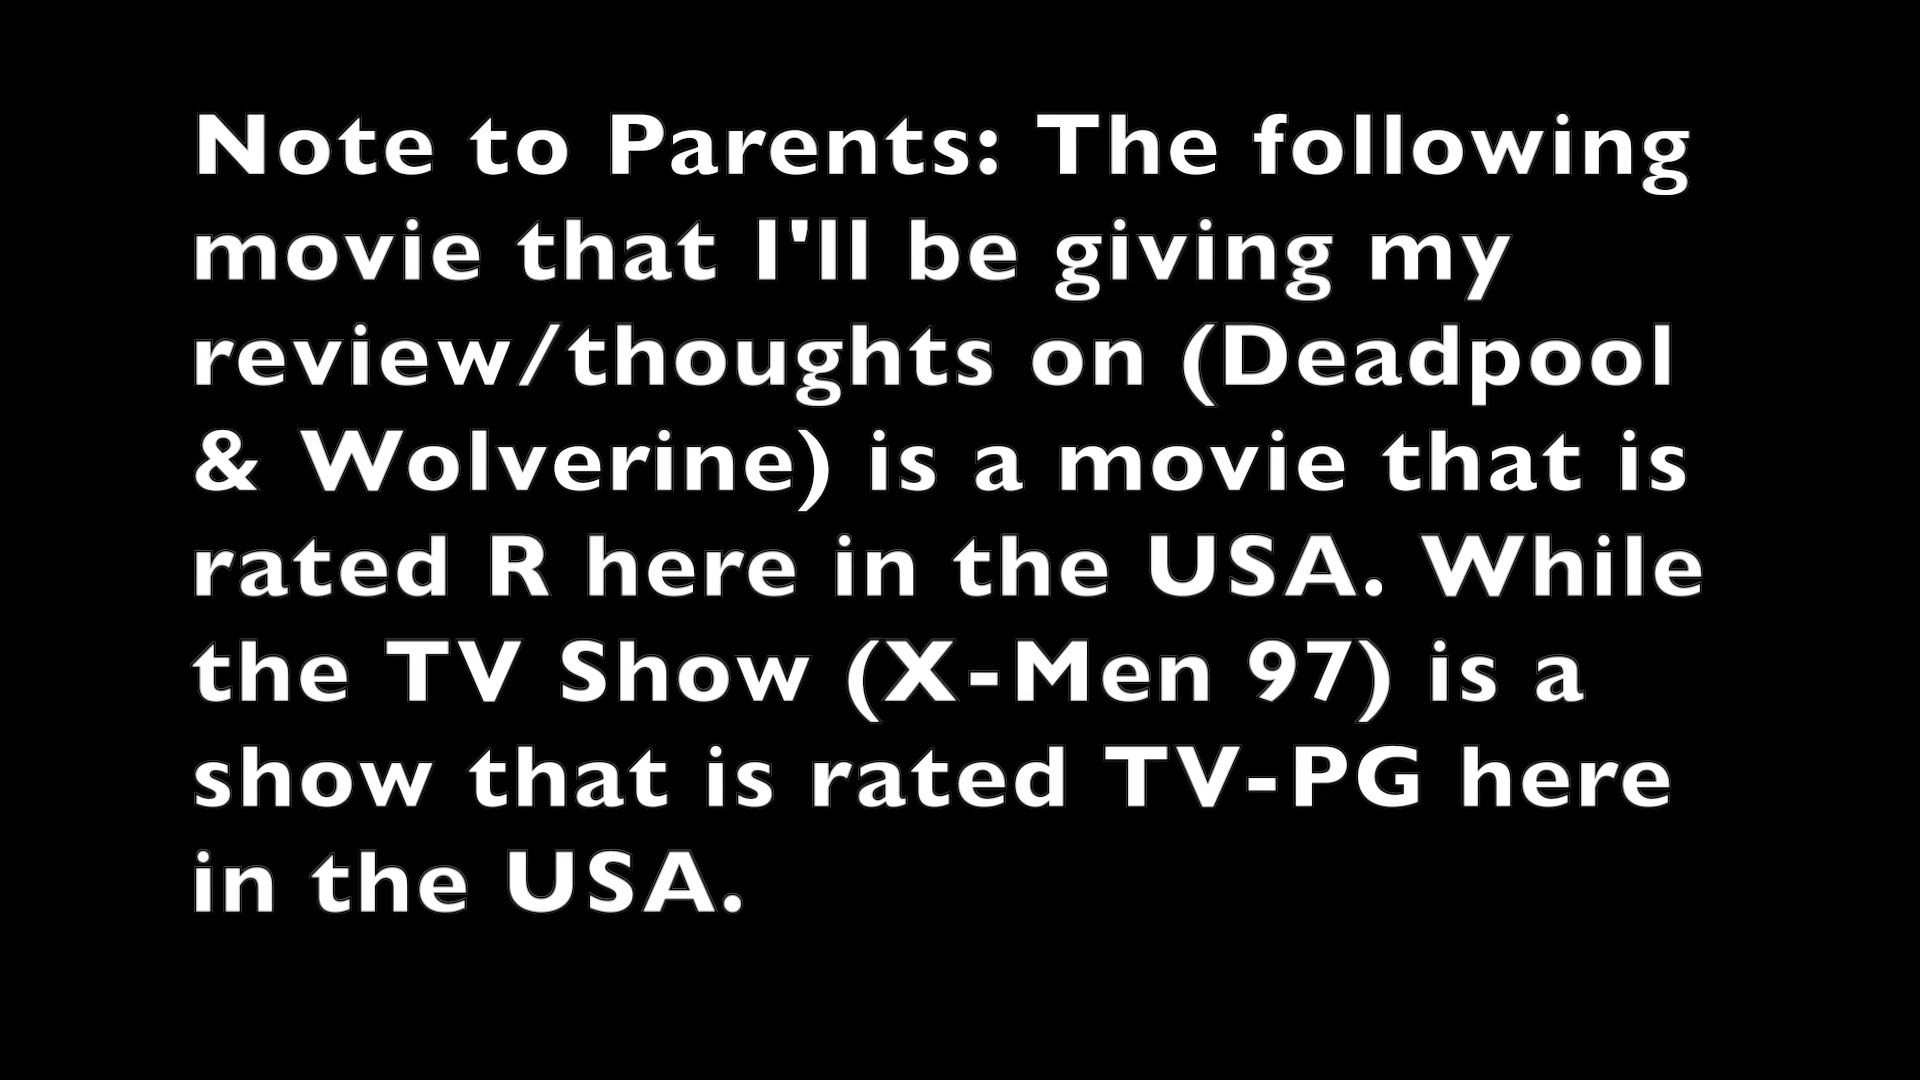 Note to Parents: The following
movie that I'll be giving my
review/thoughts on (Deadpool
& Wolverine) is a movie that is
rated R here in the USA. While
the TV Show (X-Men 97) is a
show that is rated TV-PG here
in the USA.